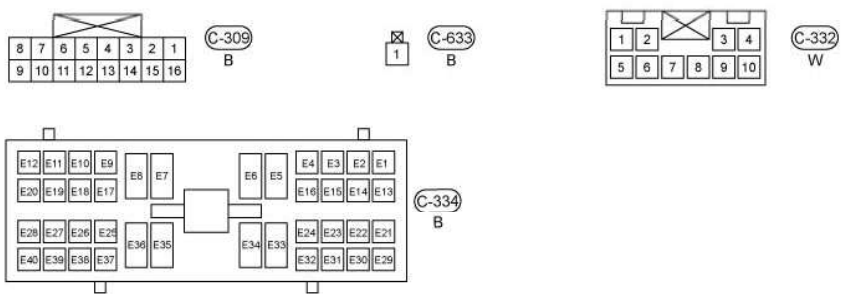 8 7 6 5 4 3 2 1
9 10 11 12 13 14 15 16
C-309
B
1
C-633
B
1 2 3 4
5 6 7 8 9 10
C-332
W
E12 E11 E10 E9 E8 E7 E6 E5 E4 E3 E2 E1
E20 E19 E18 E17 E16 E15 E14 E13
E28 E27 E26 E25 E36 E35 E34 E33 E24 E23 E22 E21
E40 E39 E38 E37 E32 E31 E30 E29
C-334
B